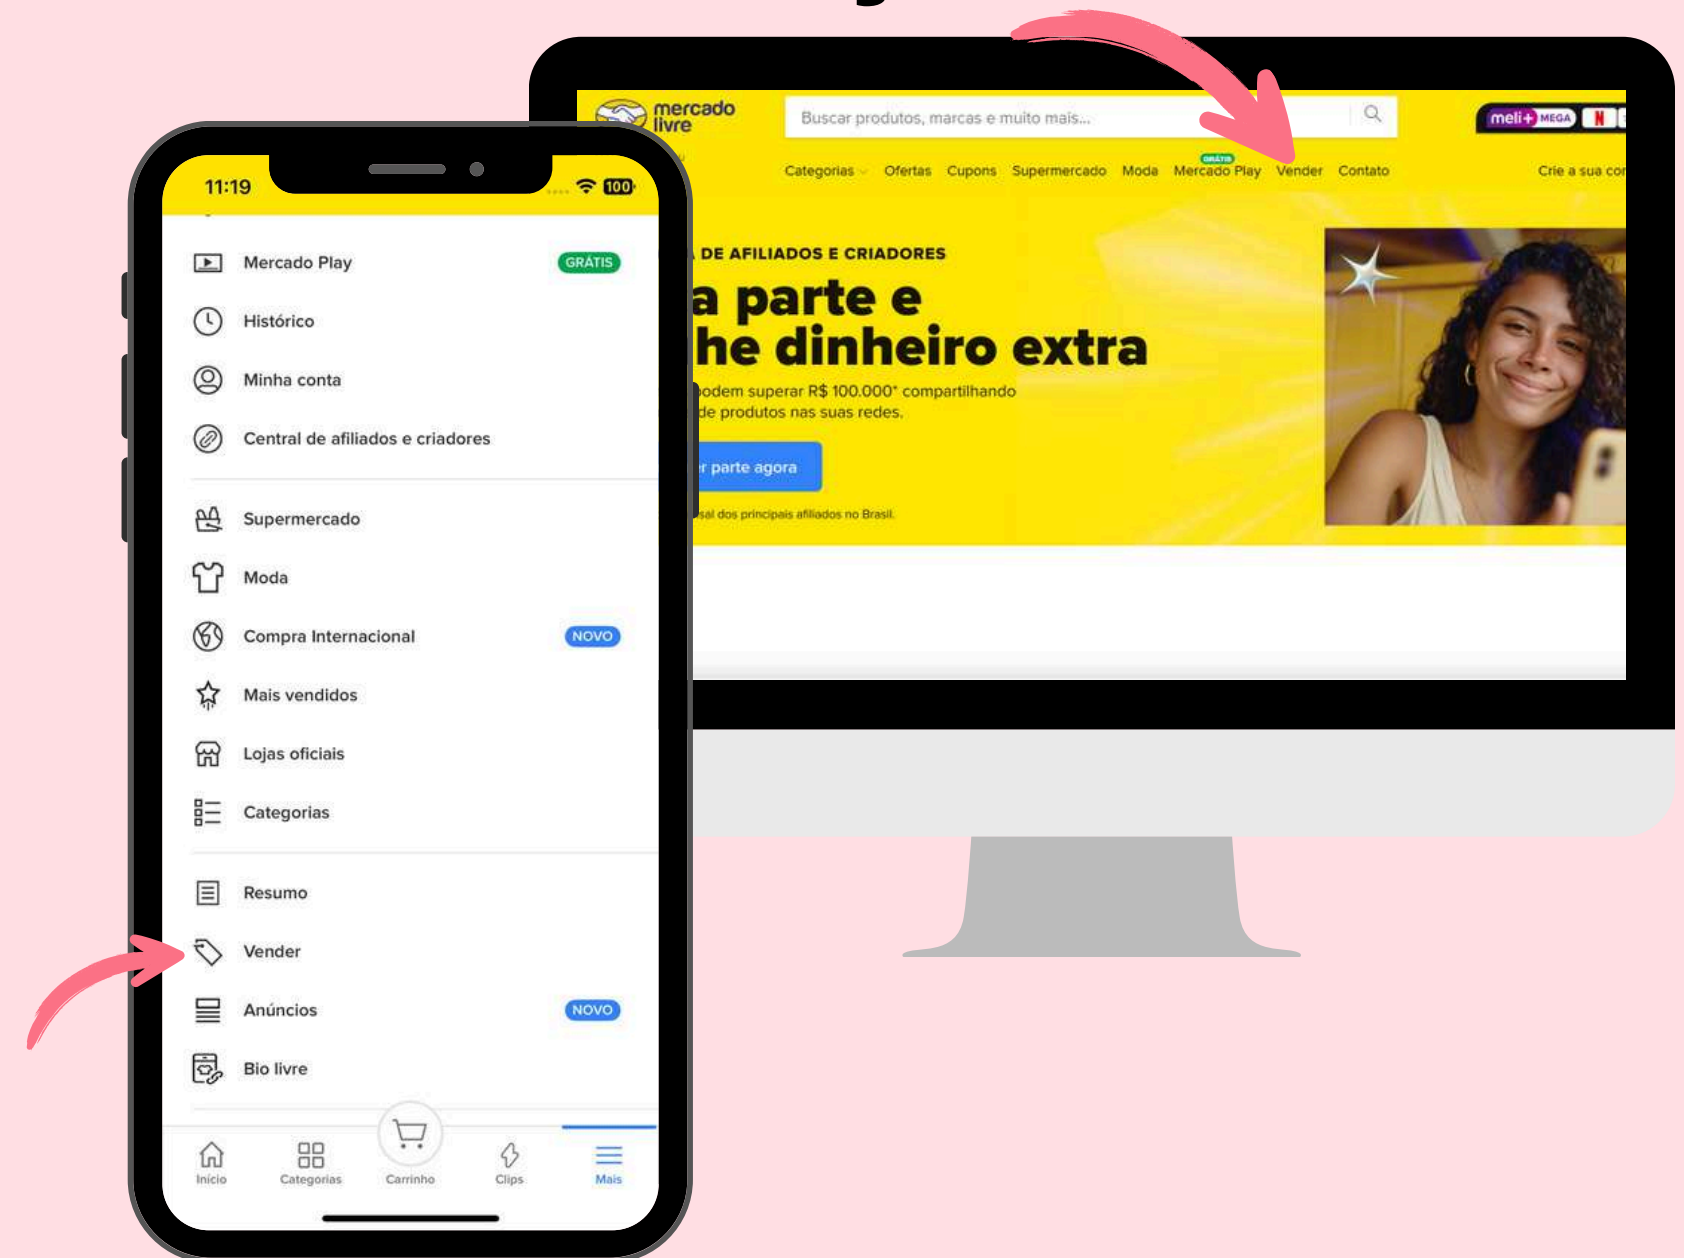 mercado
livre
Buscar produtos, marcas e muito mais...
meli+ MEGA N
GRÁTIS
Categorias Ofertas Cupons Supermercado Moda Mercado Play Vender Contato
Crie a sua con
DE AFILIADOS E CRIADORES
a parte e
he dinheiro extra
podem superar R$ 100.000* compartilhando
de produtos nas suas redes.
r parte agora
sal dos principais afiliados no Brasil.
11:19
100
Mercado Play GRÁTIS
Histórico
Minha conta
Central de afiliados e criadores
Supermercado
Moda
Compra Internacional NOVO
Mais vendidos
Lojas oficiais
Categorias
Resumo
Vender
Anúncios NOVO
Bio livre
Início Categorias Carrinho Clips Mais